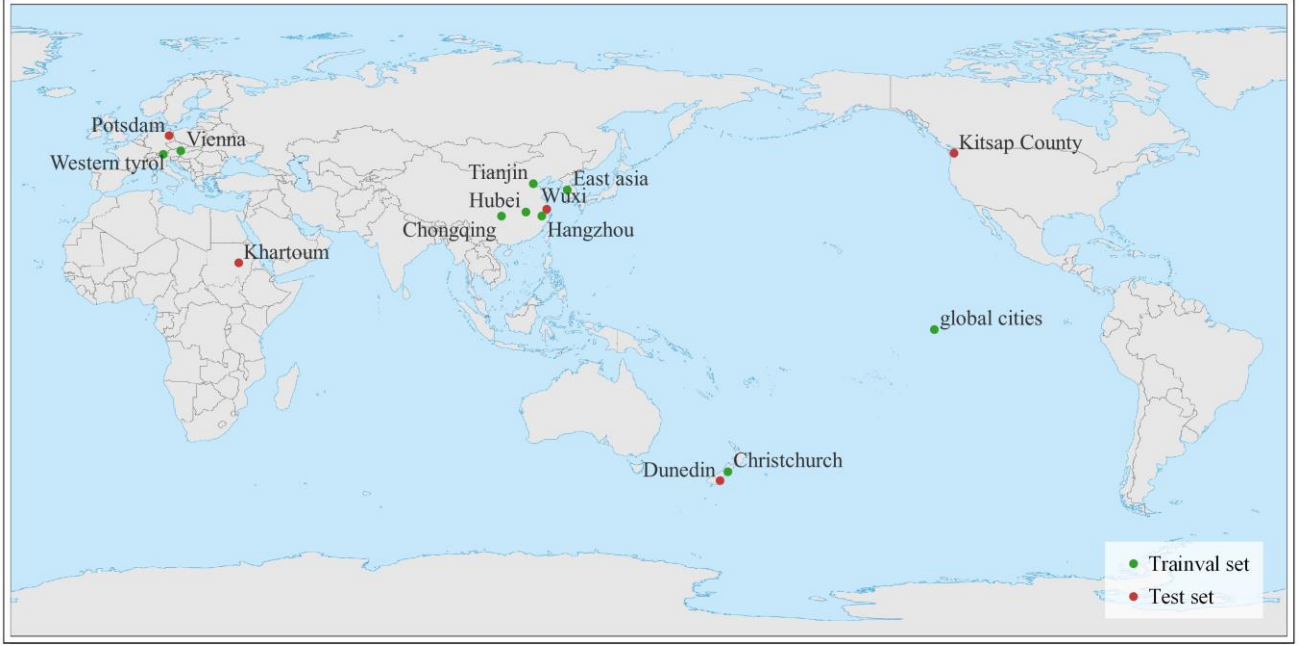 Potsdam
Vienna
Western tyrol
Kitsap County
Tianjin
East asia
Hubei
Wuxi
Chongqing
Hangzhou
Khartoum
global cities
Dunedin
Christchurch
Trainval set
Test set